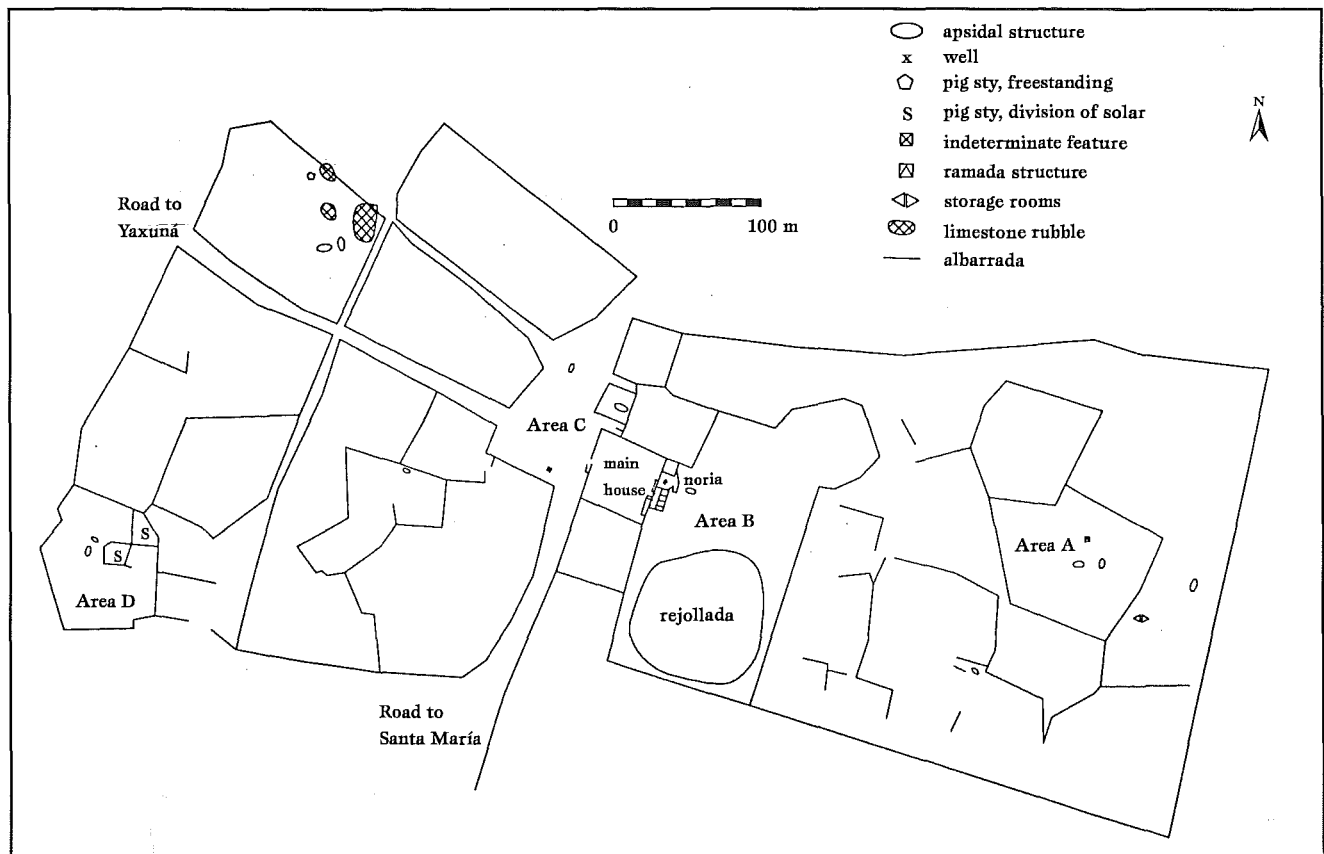 apsidal structure
x well
pig sty, freestanding
S pig sty, division of solar
indeterminate feature
ramada structure
storage rooms
limestone rubble
albarrada
N
Road to
Yaxuná
0 100 m
Area C
main
house
noria
Area B
Area A
S
S
Area D
rejollada
Road to
Santa María